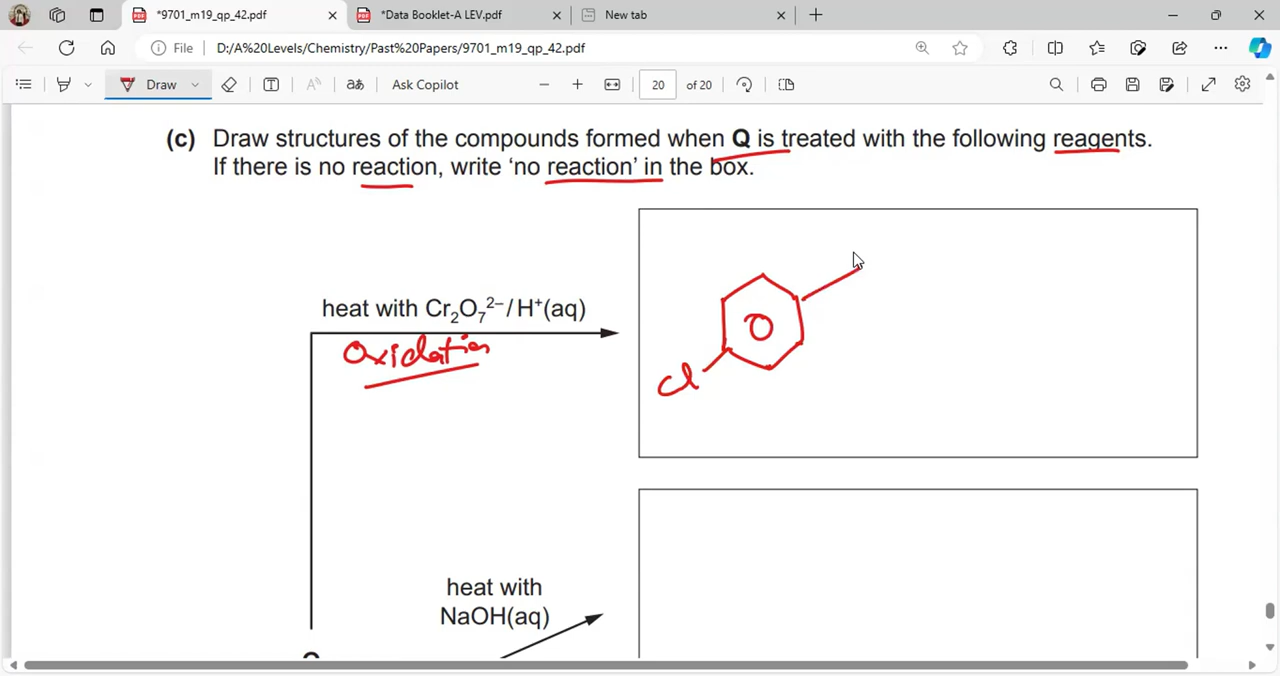 *9701_m19_qp_42.pdf
*Data Booklet-A LEV.pdf
New tab
File
D:/A%20Levels/Chemistry/Past%20Papers/9701_m19_qp_42.pdf
Draw
Ask Copilot
20
of 20
(c) Draw structures of the compounds formed when Q is treated with the following reagents.
If there is no reaction, write ‘no reaction’ in the box.
heat with Cr₂O₇²⁻/H⁺(aq)
Oxidation
Cl
heat with
NaOH(aq)